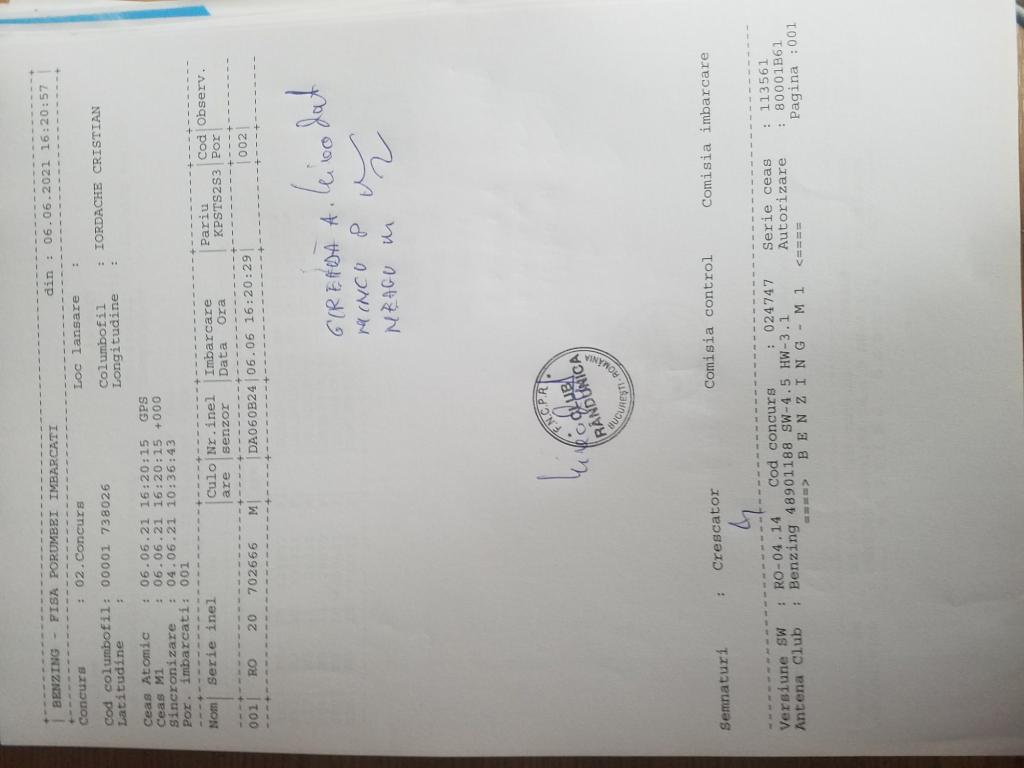 +--------------------------------------------------------------------------+
| BENZING - FISA PORUMBEI IMBARCATI din : 06.06.2021 16:20:57 |
+--------------------------------------------------------------------------+
Concurs : 02.Concurs Loc lansare :
Cod columbofil: 00001 738026 Columbofil : IORDACHE CRISTIAN
Latitudine : Longitudine :
Ceas Atomic : 06.06.21 16:20:15 GPS
Ceas M1 : 06.06.21 16:20:15 +000
Sincronizare : 04.06.21 10:36:43
Por. imbarcati: 001
Nom| Serie inel |Culo|Nr.inel |Imbarcare |Pariu |Cod|Observ.
| |are |senzor |Data Ora | KPSTS2S3 |Por|
001| RO 20 702666 M| |DA060B24|06.06 16:20:29| |002|
MINCU P
NEAGU M
F.N.C.P.R.
CLUB
RÂNDUNICA
BUCUREȘTI - ROMÂNIA
Semnaturi : Crescator Comisia control Comisia imbarcare
Versiune SW : RO-04.14 Cod concurs : 024747 Serie ceas : 113561
Antena Club : Benzing 48901188 SW-4.5 HW-3.1 Autorizare : 80001B61
====> B E N Z I N G - M 1 <==== Pagina :001